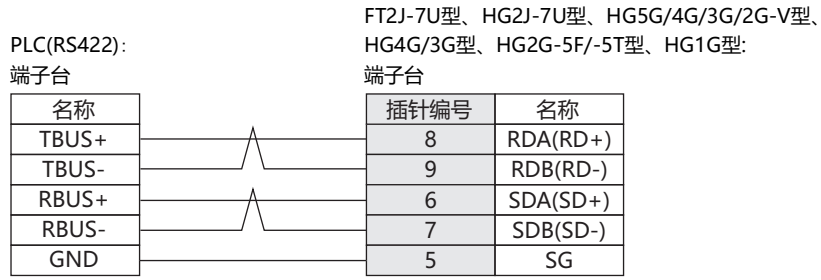 FT2J-7U型、HG2J-7U型、HG5G/4G/3G/2G-V型、
PLC(RS422): HG4G/3G型、HG2G-5F/-5T型、HG1G型:
端子台 端子台
名称 插针编号 名称
TBUS+ 8 RDA(RD+)
TBUS- 9 RDB(RD-)
RBUS+ 6 SDA(SD+)
RBUS- 7 SDB(SD-)
GND 5 SG